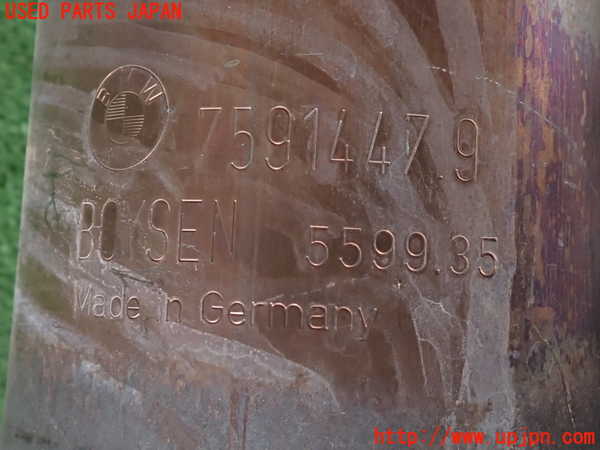 USED PARTS JAPAN
BMW
7591447.9
BOYSEN 5599.35
Made in Germany
http://www.upjpn.com/